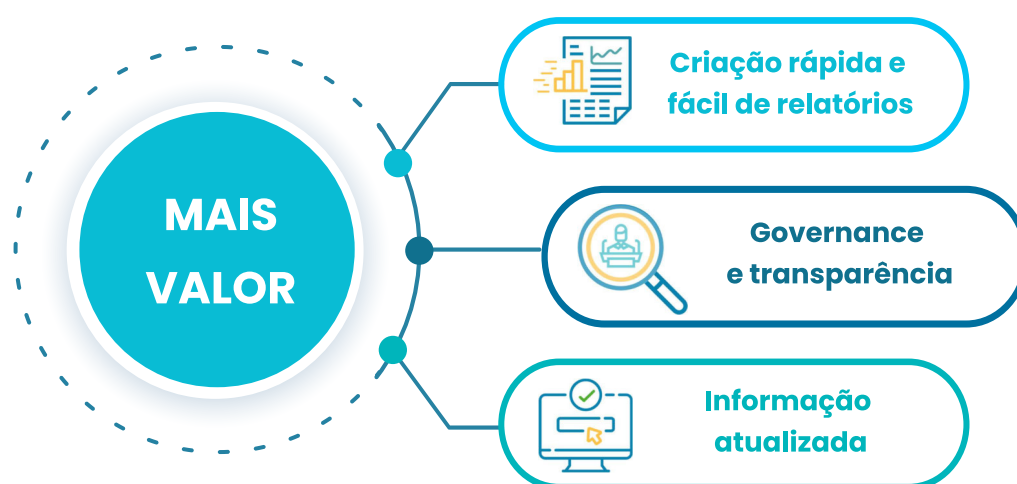 MAIS
VALOR
Criação rápida e
fácil de relatórios
Governance
e transparência
Informação
atualizada